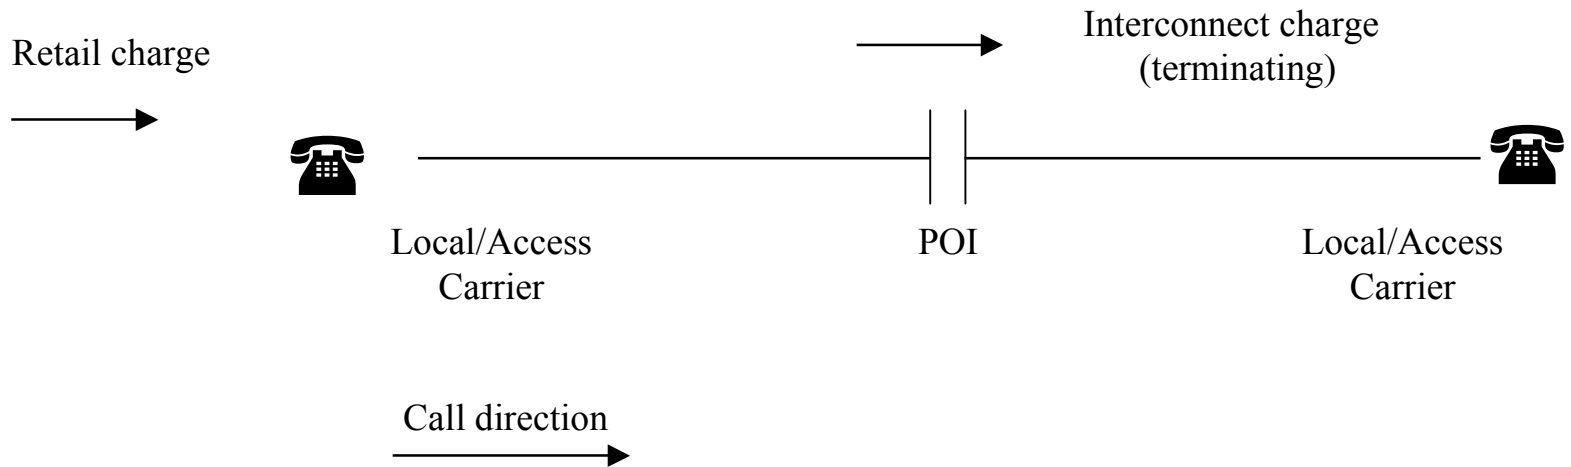 Retail charge
Interconnect charge
(terminating)
Local/Access
Carrier
POI
Local/Access
Carrier
Call direction